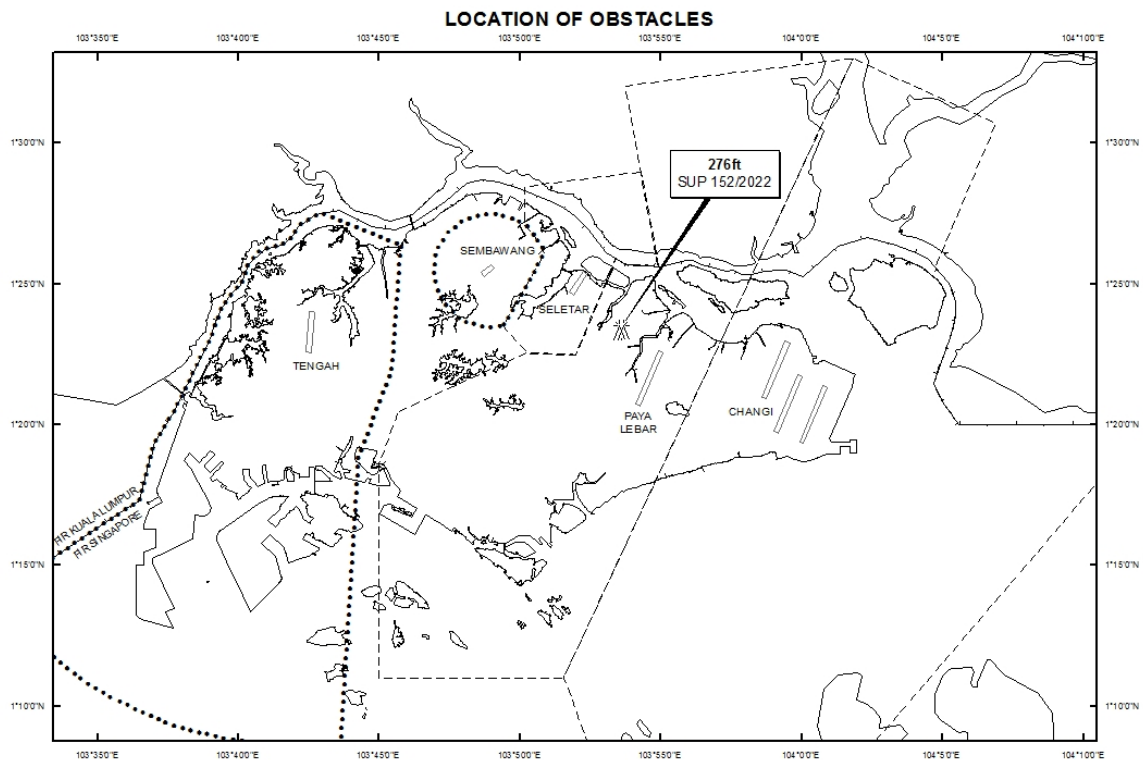 LOCATION OF OBSTACLES
103°35'0"E 103°40'0"E 103°45'0"E 103°50'0"E 103°55'0"E 104°0'0"E 104°5'0"E 104°10'0"E
1°30'0"N 1°30'0"N
276ft
SUP 152/2022
SEMBAWANG
1°25'0"N 1°25'0"N
SELETAR
TENGAH
PAYA
LEBAR
CHANGI
1°20'0"N 1°20'0"N
FIR KUALA LUMPUR
FIR SINGAPORE
1°15'0"N 1°15'0"N
1°10'0"N 1°10'0"N
103°35'0"E 103°40'0"E 103°45'0"E 103°50'0"E 103°55'0"E 104°0'0"E 104°5'0"E 104°10'0"E